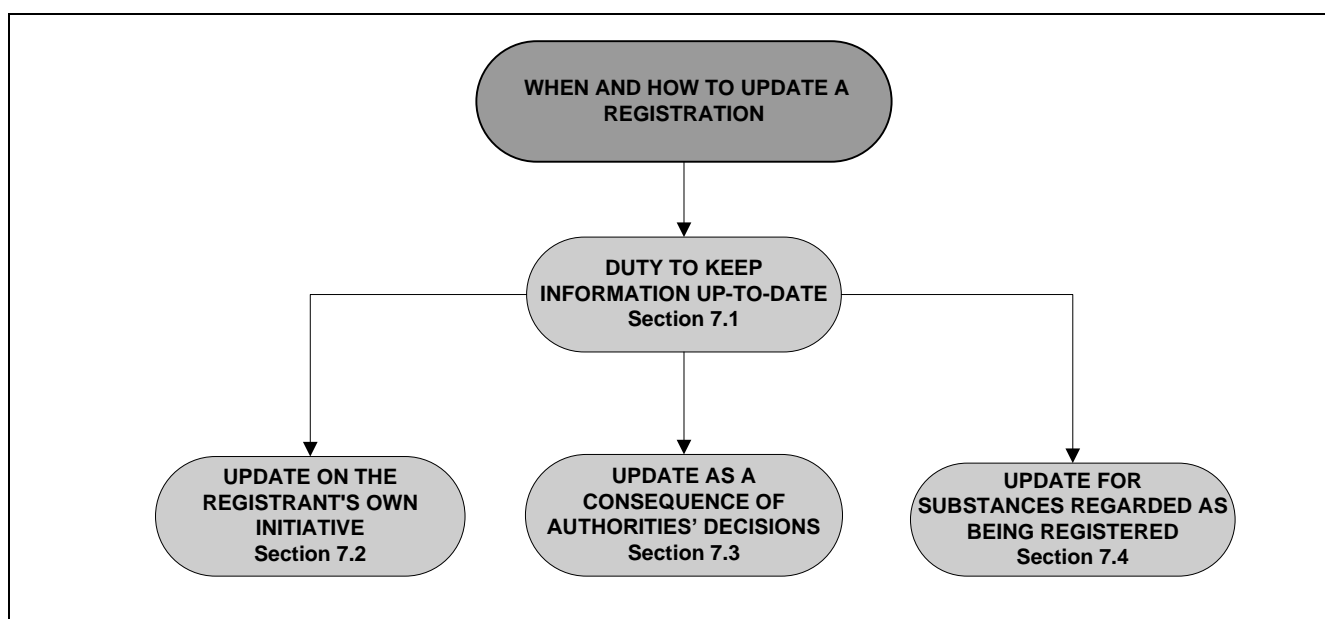 WHEN AND HOW TO UPDATE A
REGISTRATION
DUTY TO KEEP
INFORMATION UP-TO-DATE
Section 7.1
UPDATE ON THE
REGISTRANT'S OWN
INITIATIVE
Section 7.2
UPDATE AS A
CONSEQUENCE OF
AUTHORITIES’ DECISIONS
Section 7.3
UPDATE FOR
SUBSTANCES REGARDED AS
BEING REGISTERED
Section 7.4